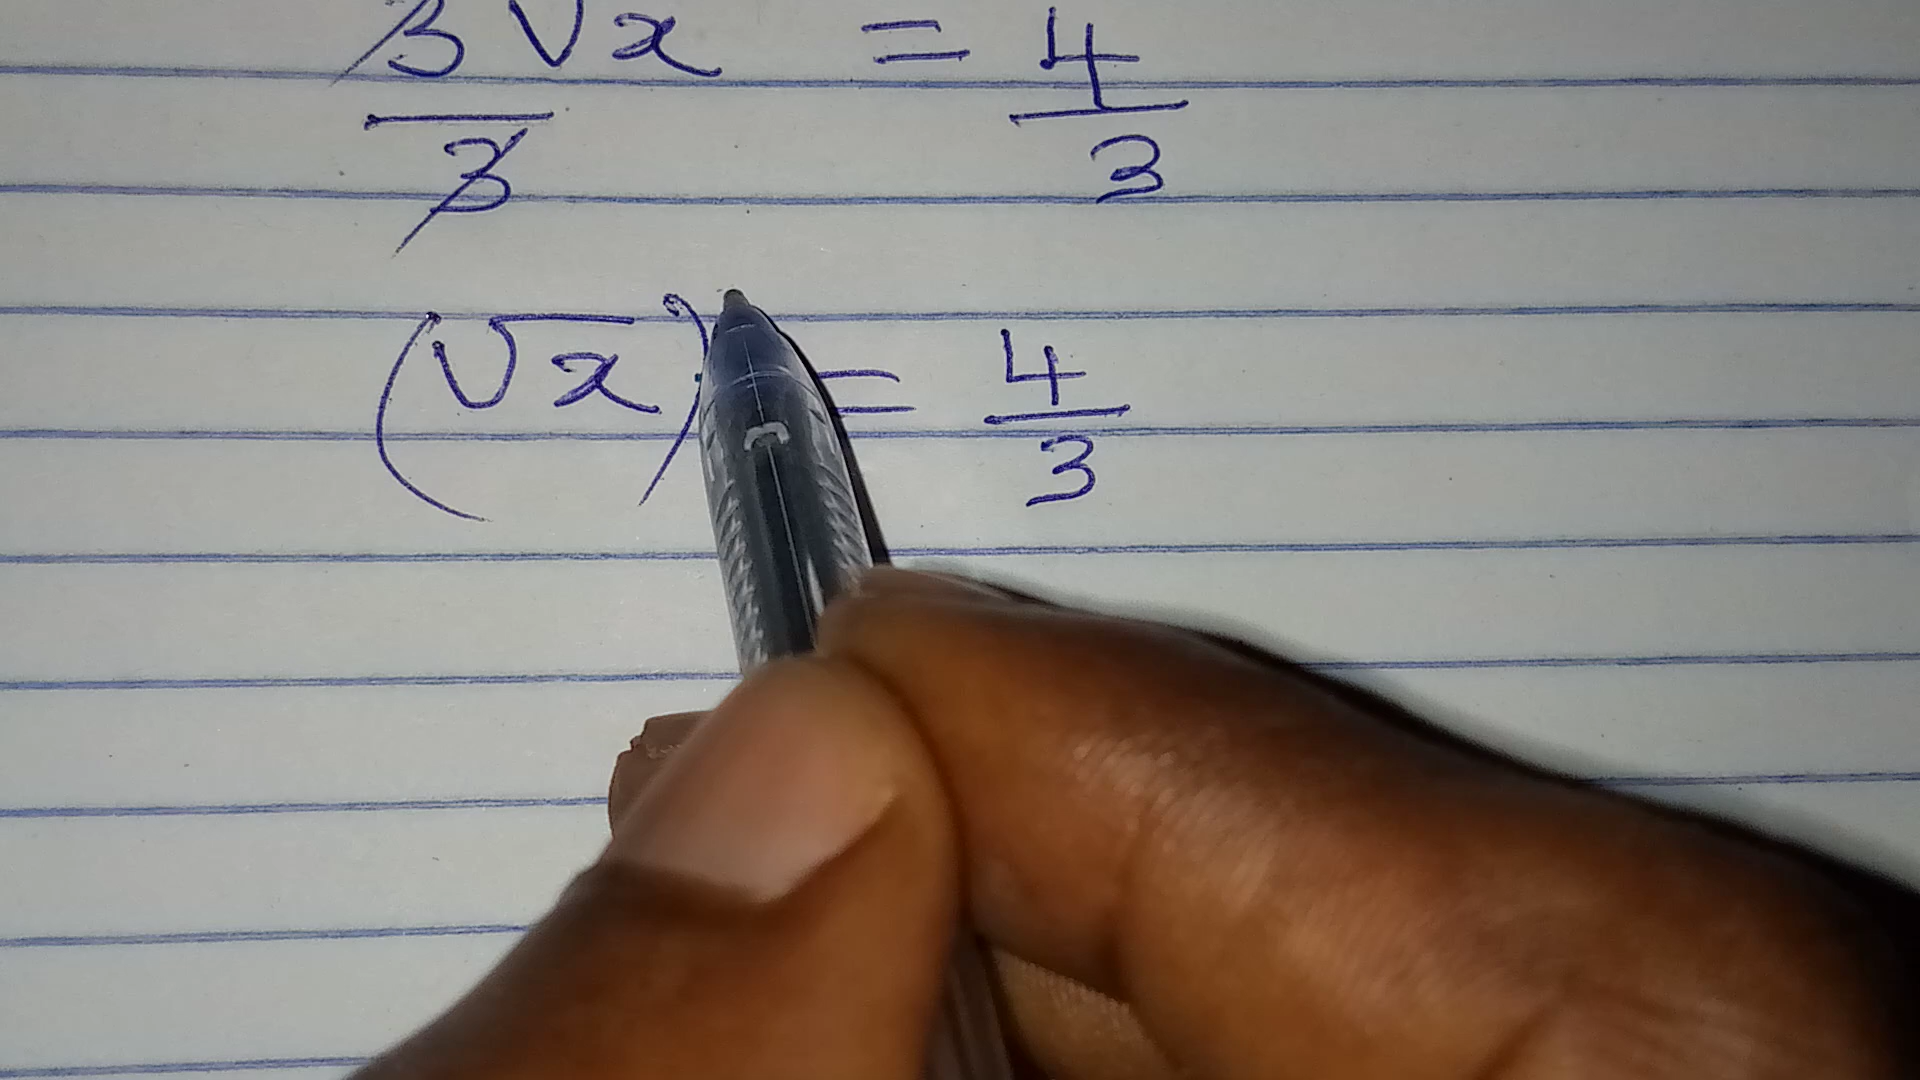 3√x = 4
3 3
(√x) = 4
3